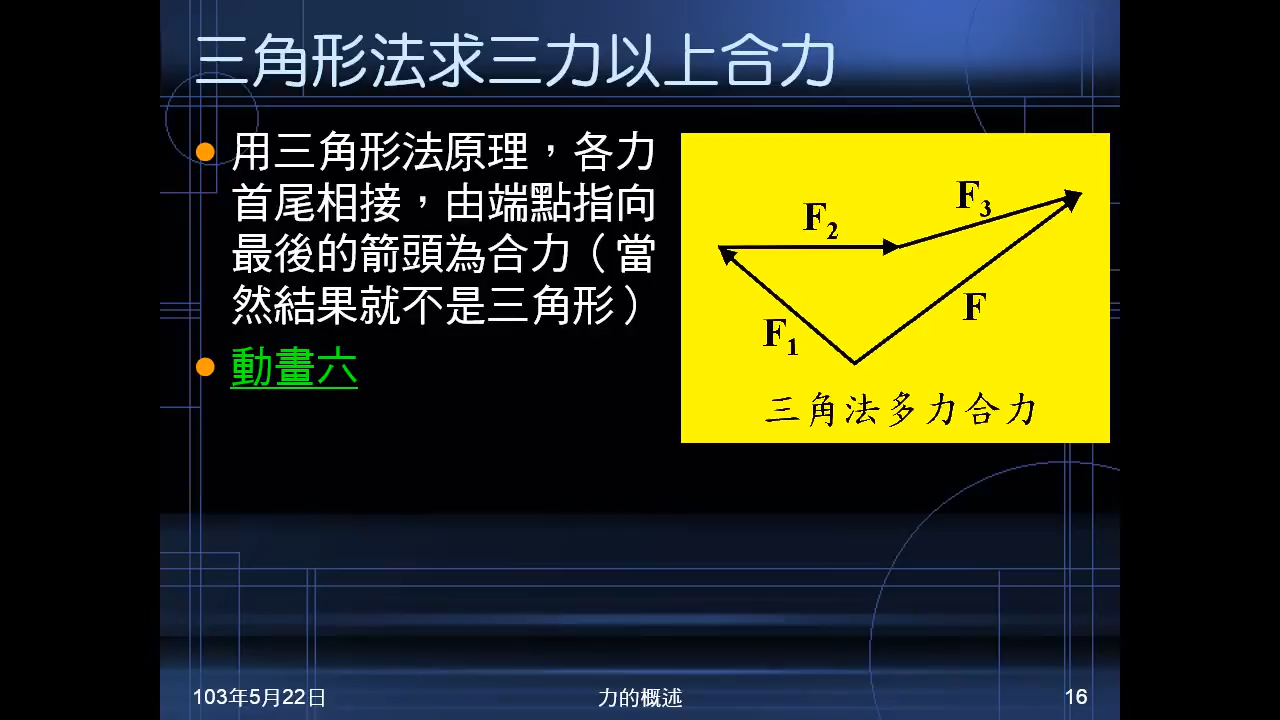 三角形法求三力以上合力
用三角形法原理，各力
首尾相接，由端點指向
最後的箭頭為合力（當
然結果就不是三角形）
動畫六
F2
F3
F1
F
三角法多力合力
103年5月22日
力的概述
16